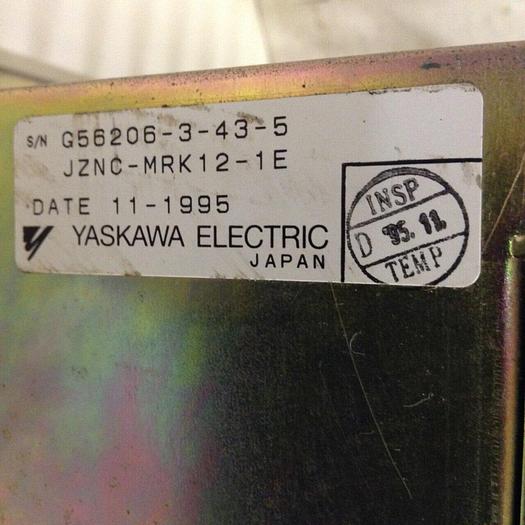 S/N G56206-3-43-5
JZNC-MRK12-1E
DATE 11-1995
YASKAWA ELECTRIC
JAPAN
INSP
D '95.11.
TEMP